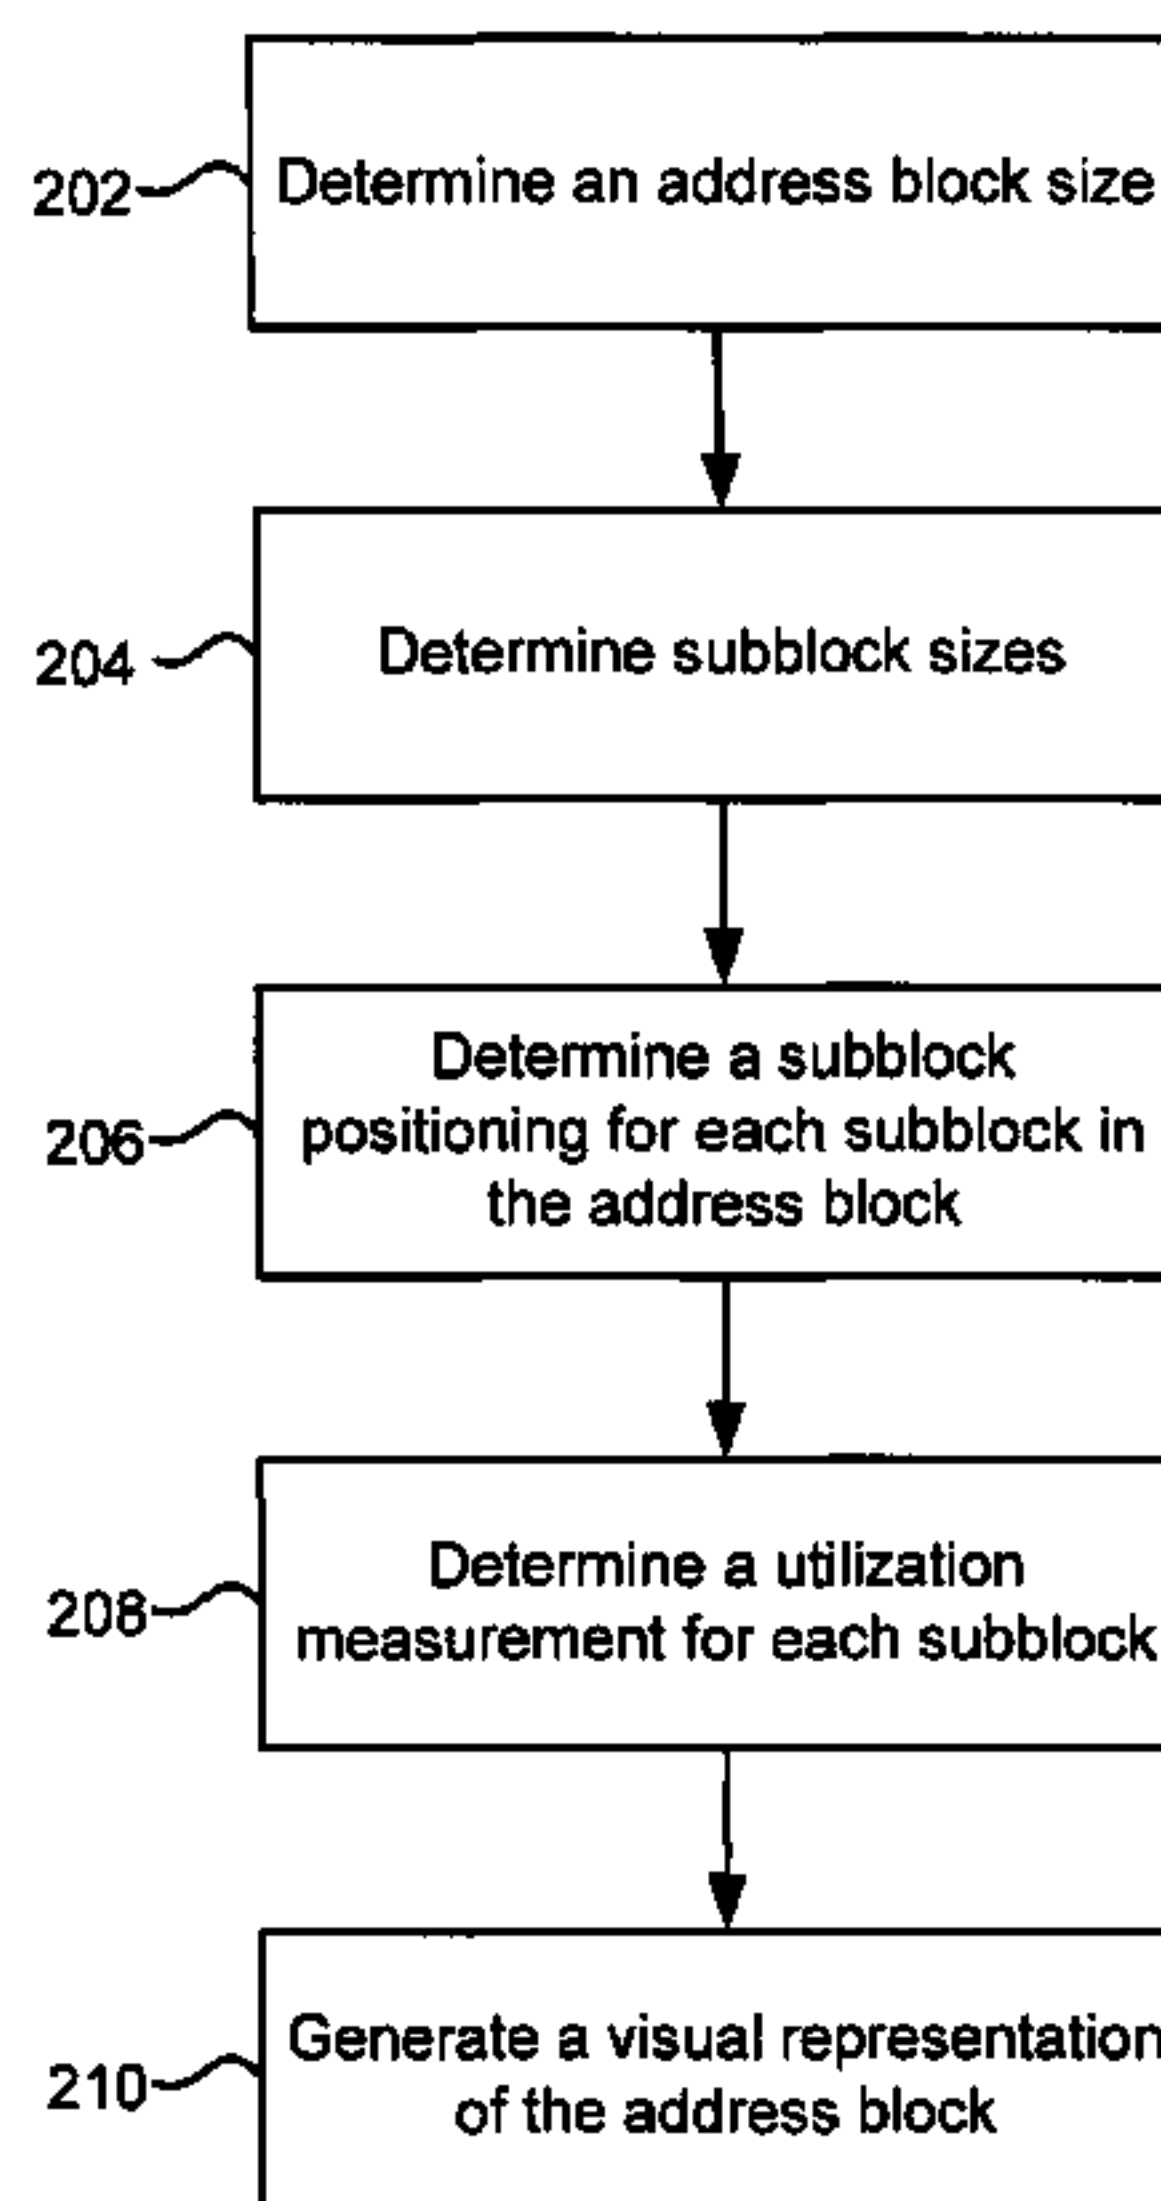 202
Determine an address block size
204
Determine subblock sizes
206
Determine a subblock
positioning for each subblock in
the address block
208
Determine a utilization
measurement for each subblock
210
Generate a visual representation
of the address block